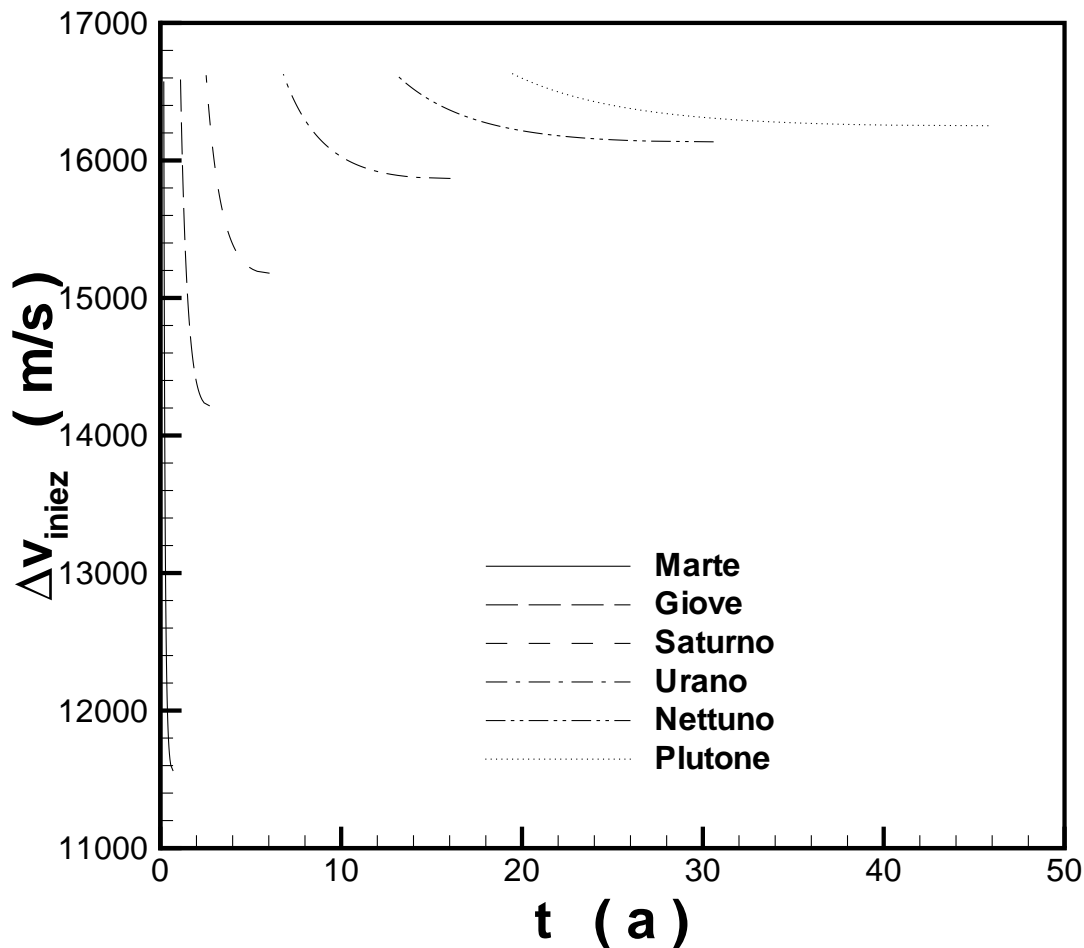 17000
16000
15000
14000
13000
12000
11000
Δv_iniez ( m/s )
Marte
Giove
Saturno
Urano
Nettuno
Plutone
0 10 20 30 40 50
t ( a )